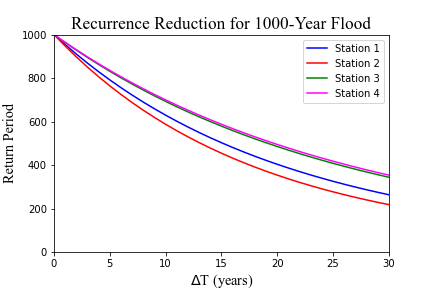 Recurrence Reduction for 1000-Year Flood
1000
800
600
400
200
0
Return Period
Station 1
Station 2
Station 3
Station 4
0 5 10 15 20 25 30
ΔT (years)